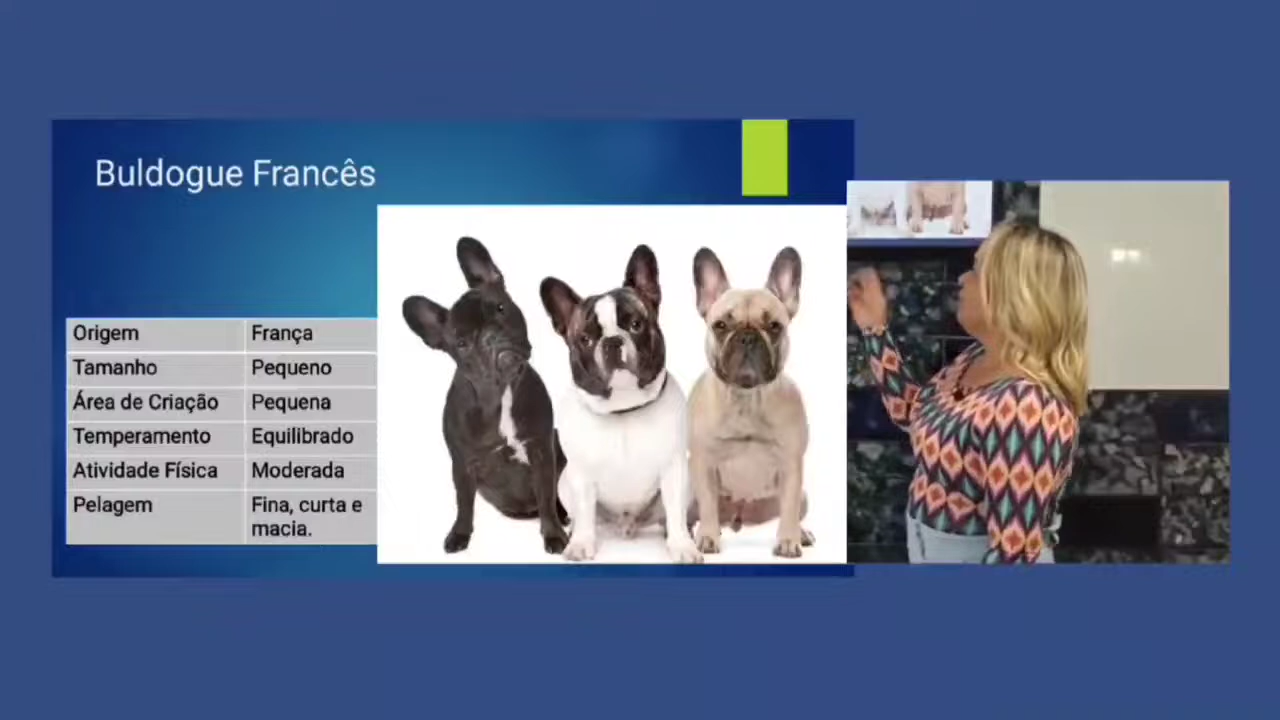 Buldogue Francês
Origem França
Tamanho Pequeno
Área de Criação Pequena
Temperamento Equilibrado
Atividade Física Moderada
Pelagem Fina, curta e
macia.